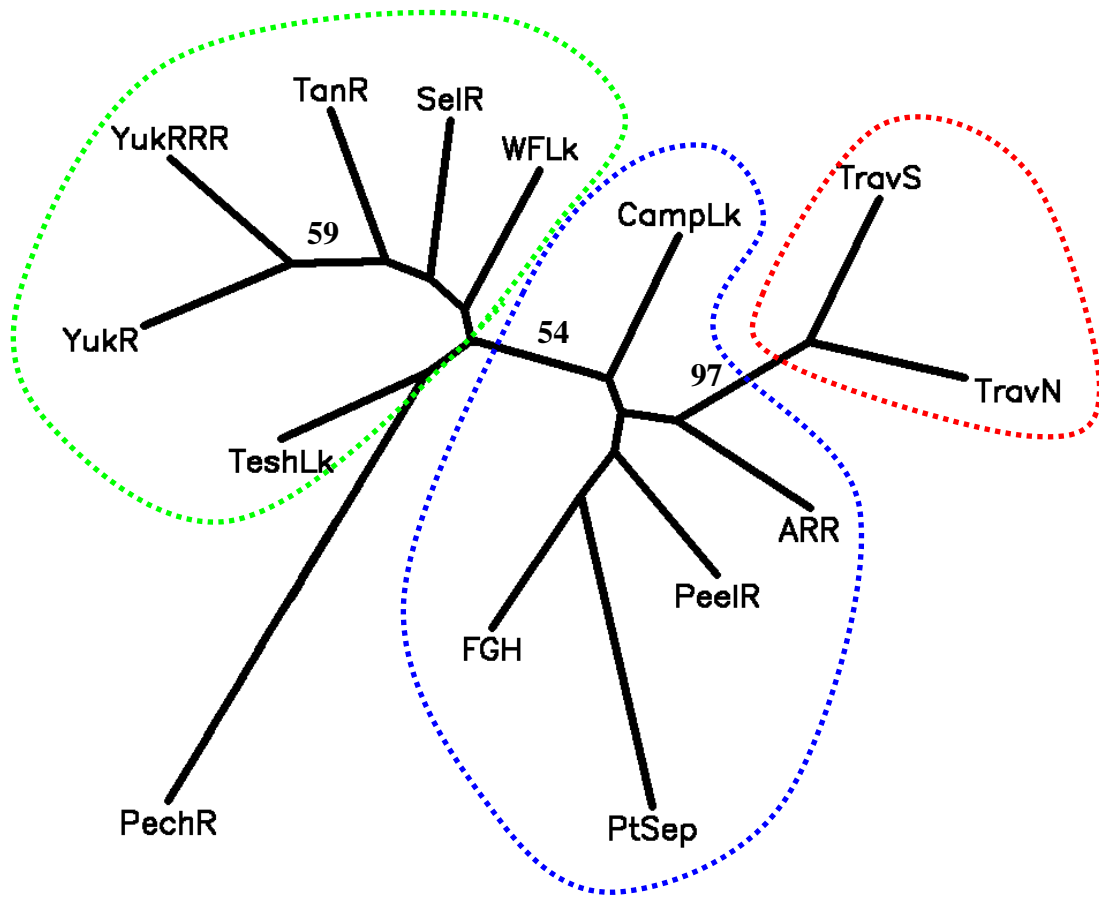 TanR
SelR
YukRRR
WFLk
TravS
CampLk
59
YukR
54
97
TravN
TeshLk
ARR
PeelR
FGH
PechR
PtSep